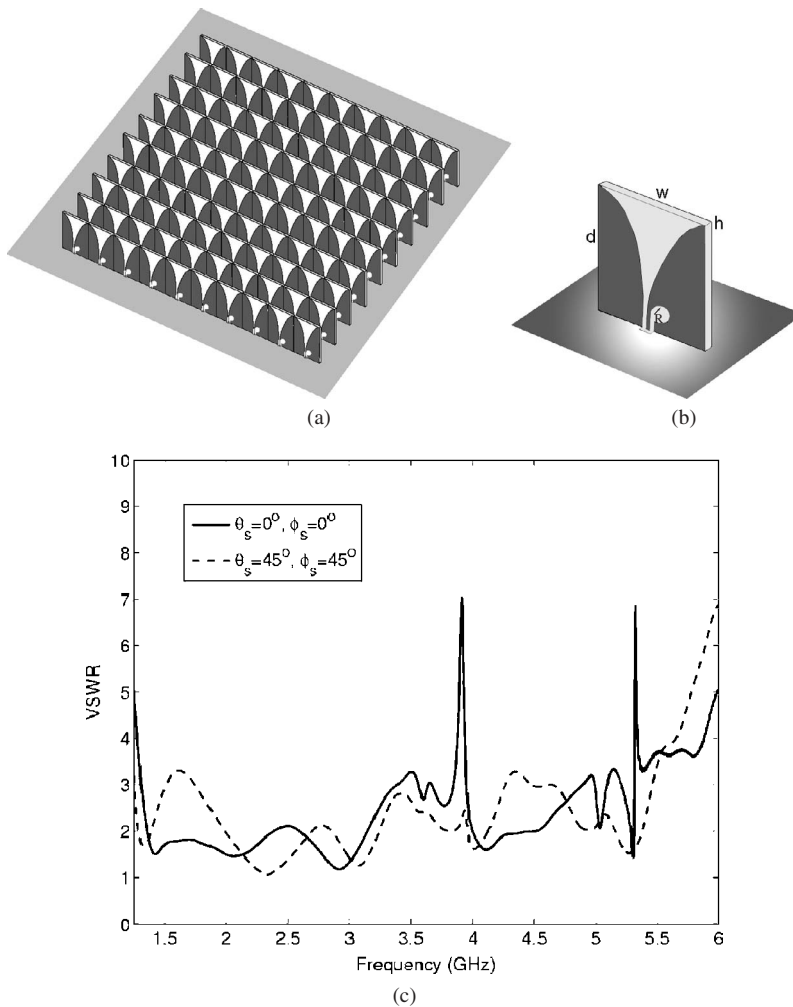 w
h
d
R
(a)
(b)
10
9
8
7
6
5
4
3
2
1
0
VSWR
θs=0°, ϕs=0°
θs=45°, ϕs=45°
1.5 2 2.5 3 3.5 4 4.5 5 5.5 6
Frequency (GHz)
(c)